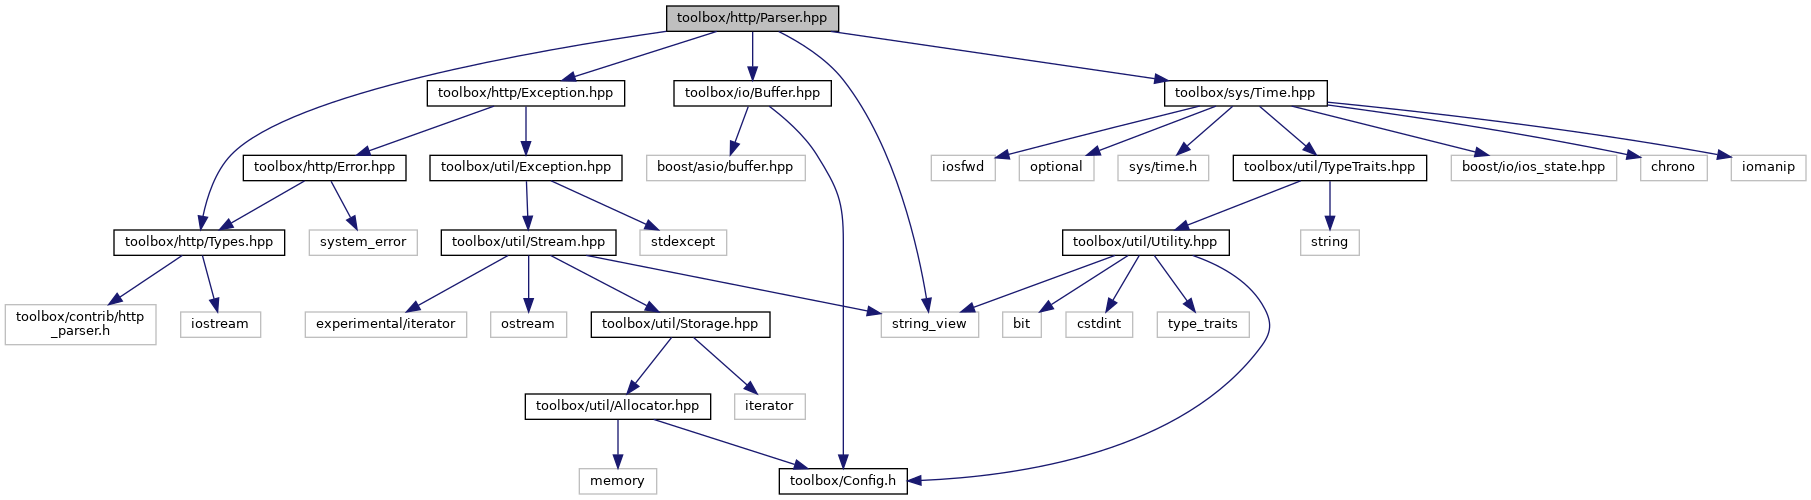 toolbox/http/Parser.hpp
toolbox/http/Exception.hpp
toolbox/io/Buffer.hpp
toolbox/sys/Time.hpp
toolbox/http/Error.hpp
toolbox/util/Exception.hpp
boost/asio/buffer.hpp
iosfwd
optional
sys/time.h
toolbox/util/TypeTraits.hpp
boost/io/ios_state.hpp
chrono
iomanip
toolbox/http/Types.hpp
system_error
toolbox/util/Stream.hpp
stdexcept
toolbox/util/Utility.hpp
string
toolbox/contrib/http
_parser.h
iostream
experimental/iterator
ostream
toolbox/util/Storage.hpp
string_view
bit
cstdint
type_traits
toolbox/util/Allocator.hpp
iterator
memory
toolbox/Config.h